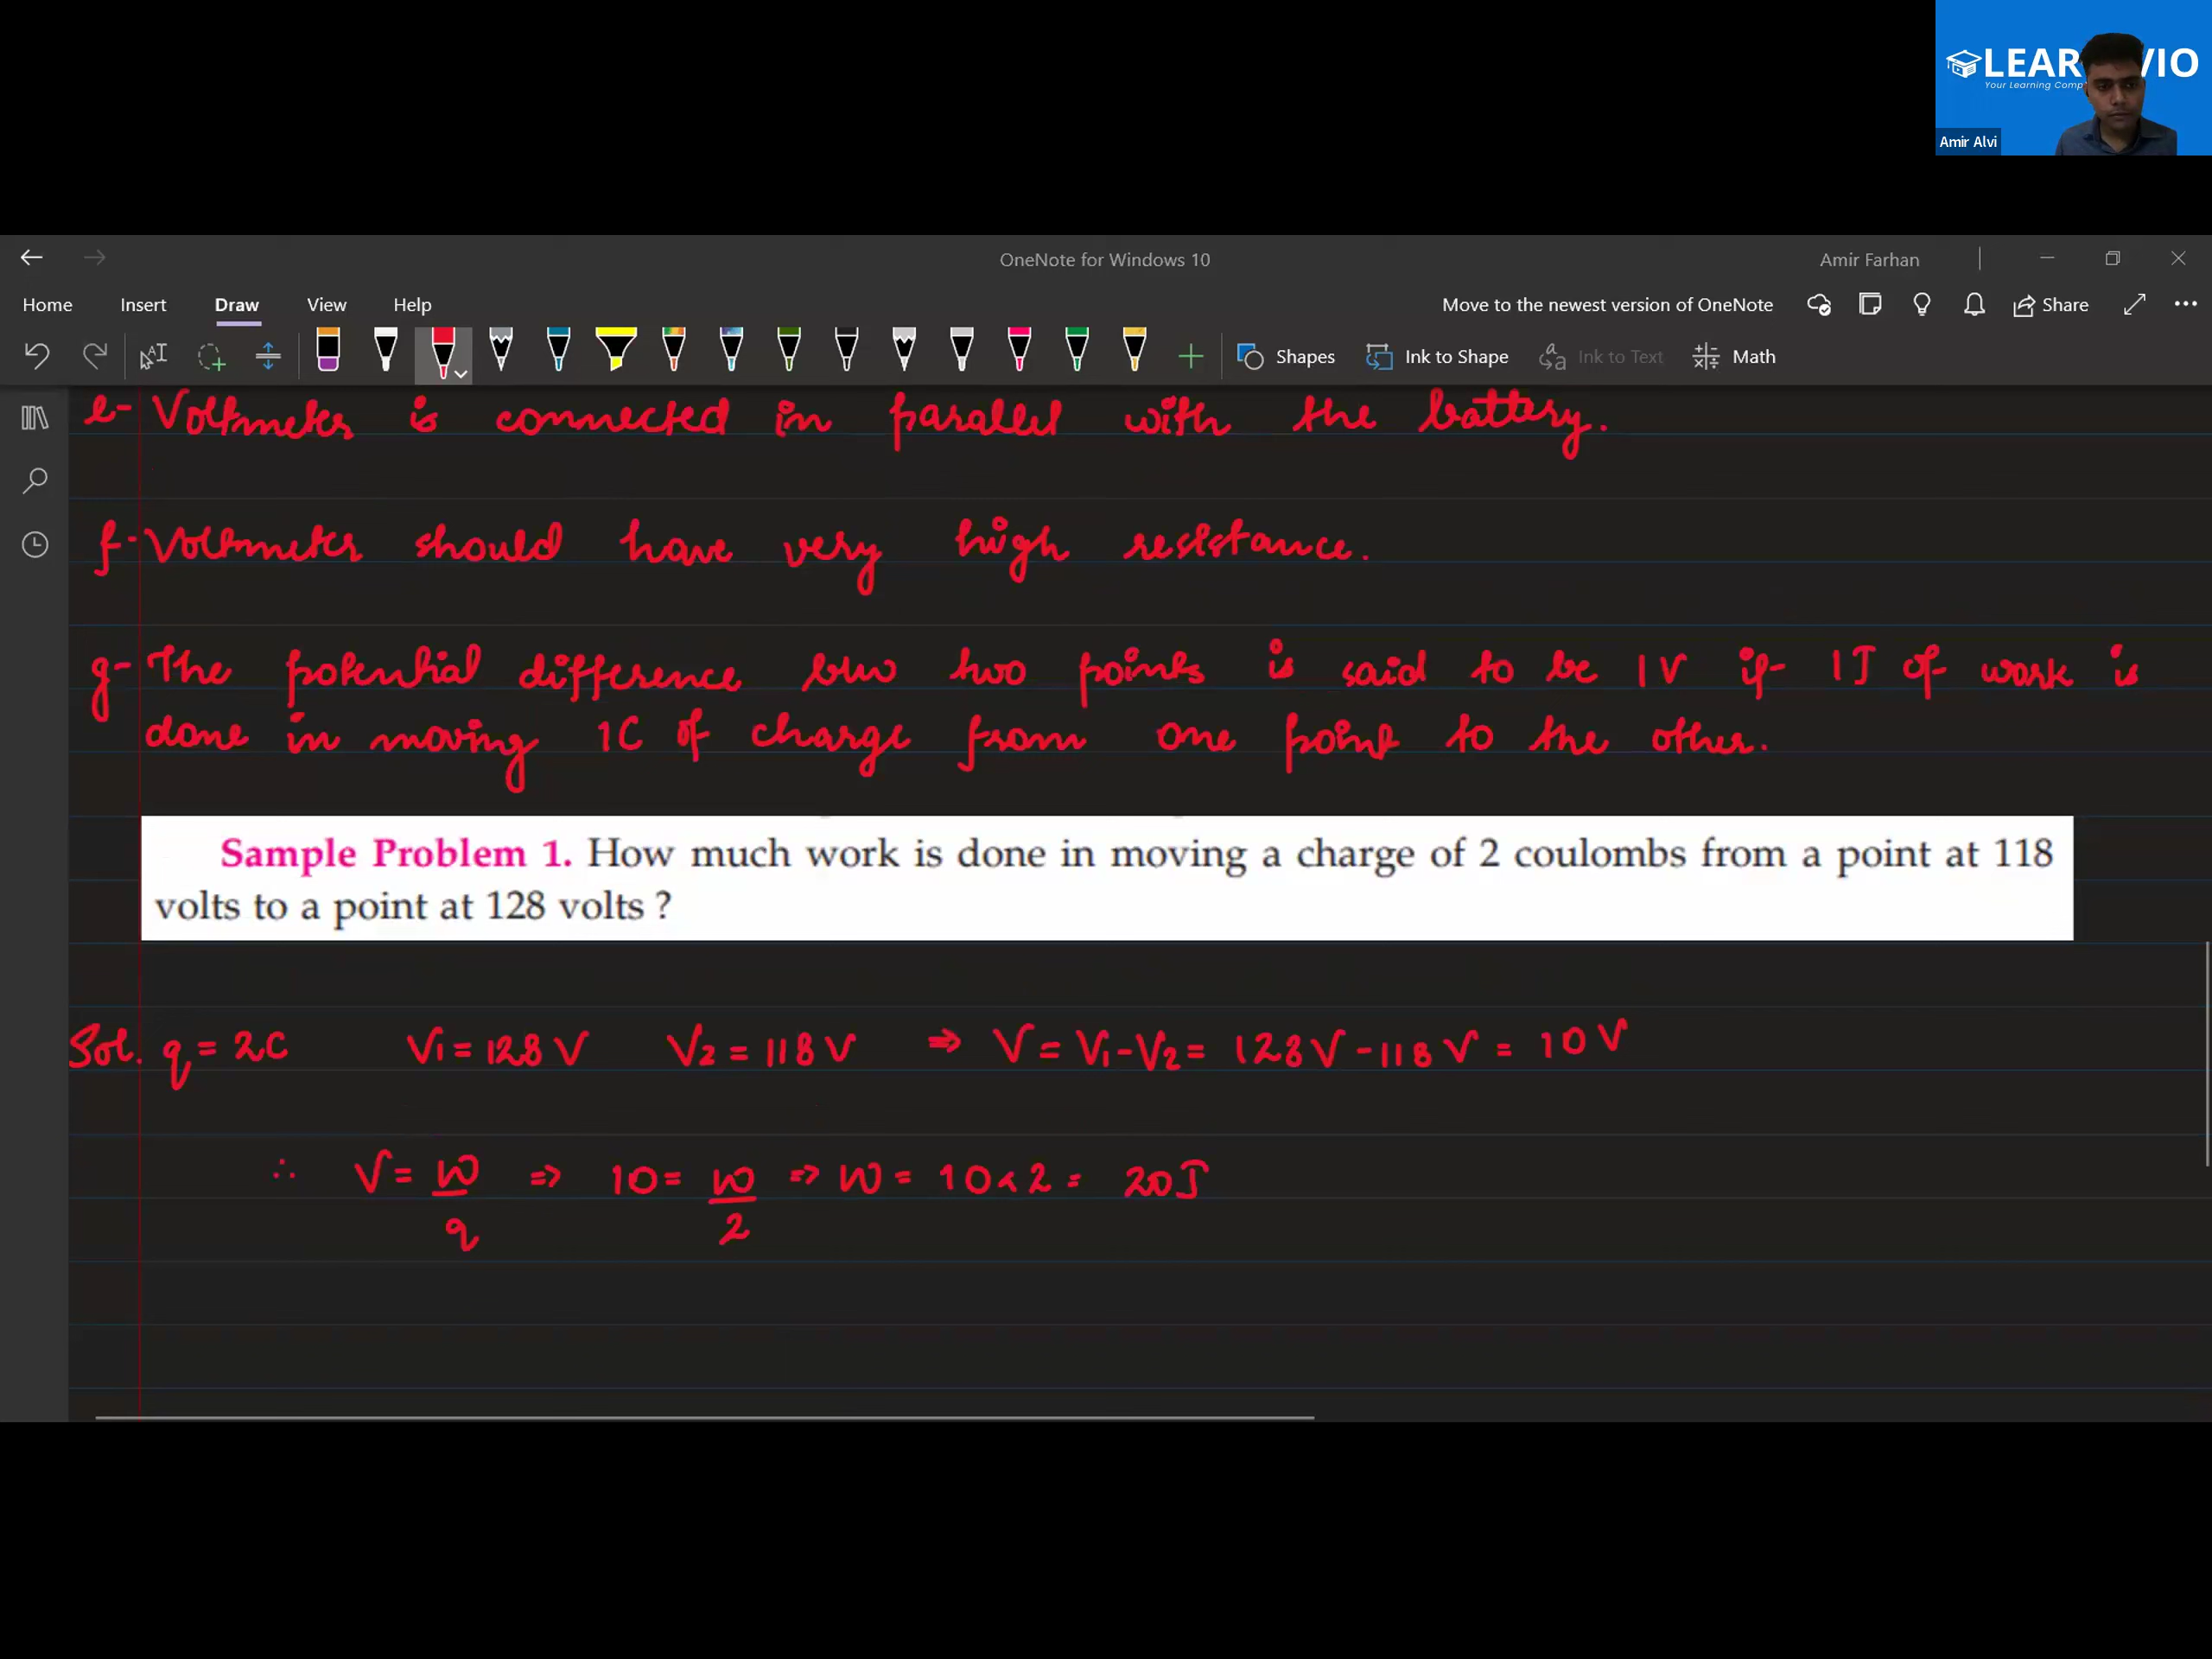 LEAR VIO
Your Learning Comp
Amir Alvi
OneNote for Windows 10
Amir Farhan
Home Insert Draw View Help
Move to the newest version of OneNote
Share
Shapes Ink to Shape Ink to Text Math
e- Voltmeter is connected in parallel with the battery.
f- Voltmeter should have very high resistance.
g- The potential difference b/w two points is said to be 1V if 1J of work is
done in moving 1C of charge from one point to the other.
Sample Problem 1. How much work is done in moving a charge of 2 coulombs from a point at 118
volts to a point at 128 volts ?
Sol. q = 2C V1 = 128 V V2 = 118 V ⇒ V = V1 - V2 = 128 V - 118 V = 10 V
∴ V = W/q ⇒ 10 = W/2 ⇒ W = 10 × 2 = 20J